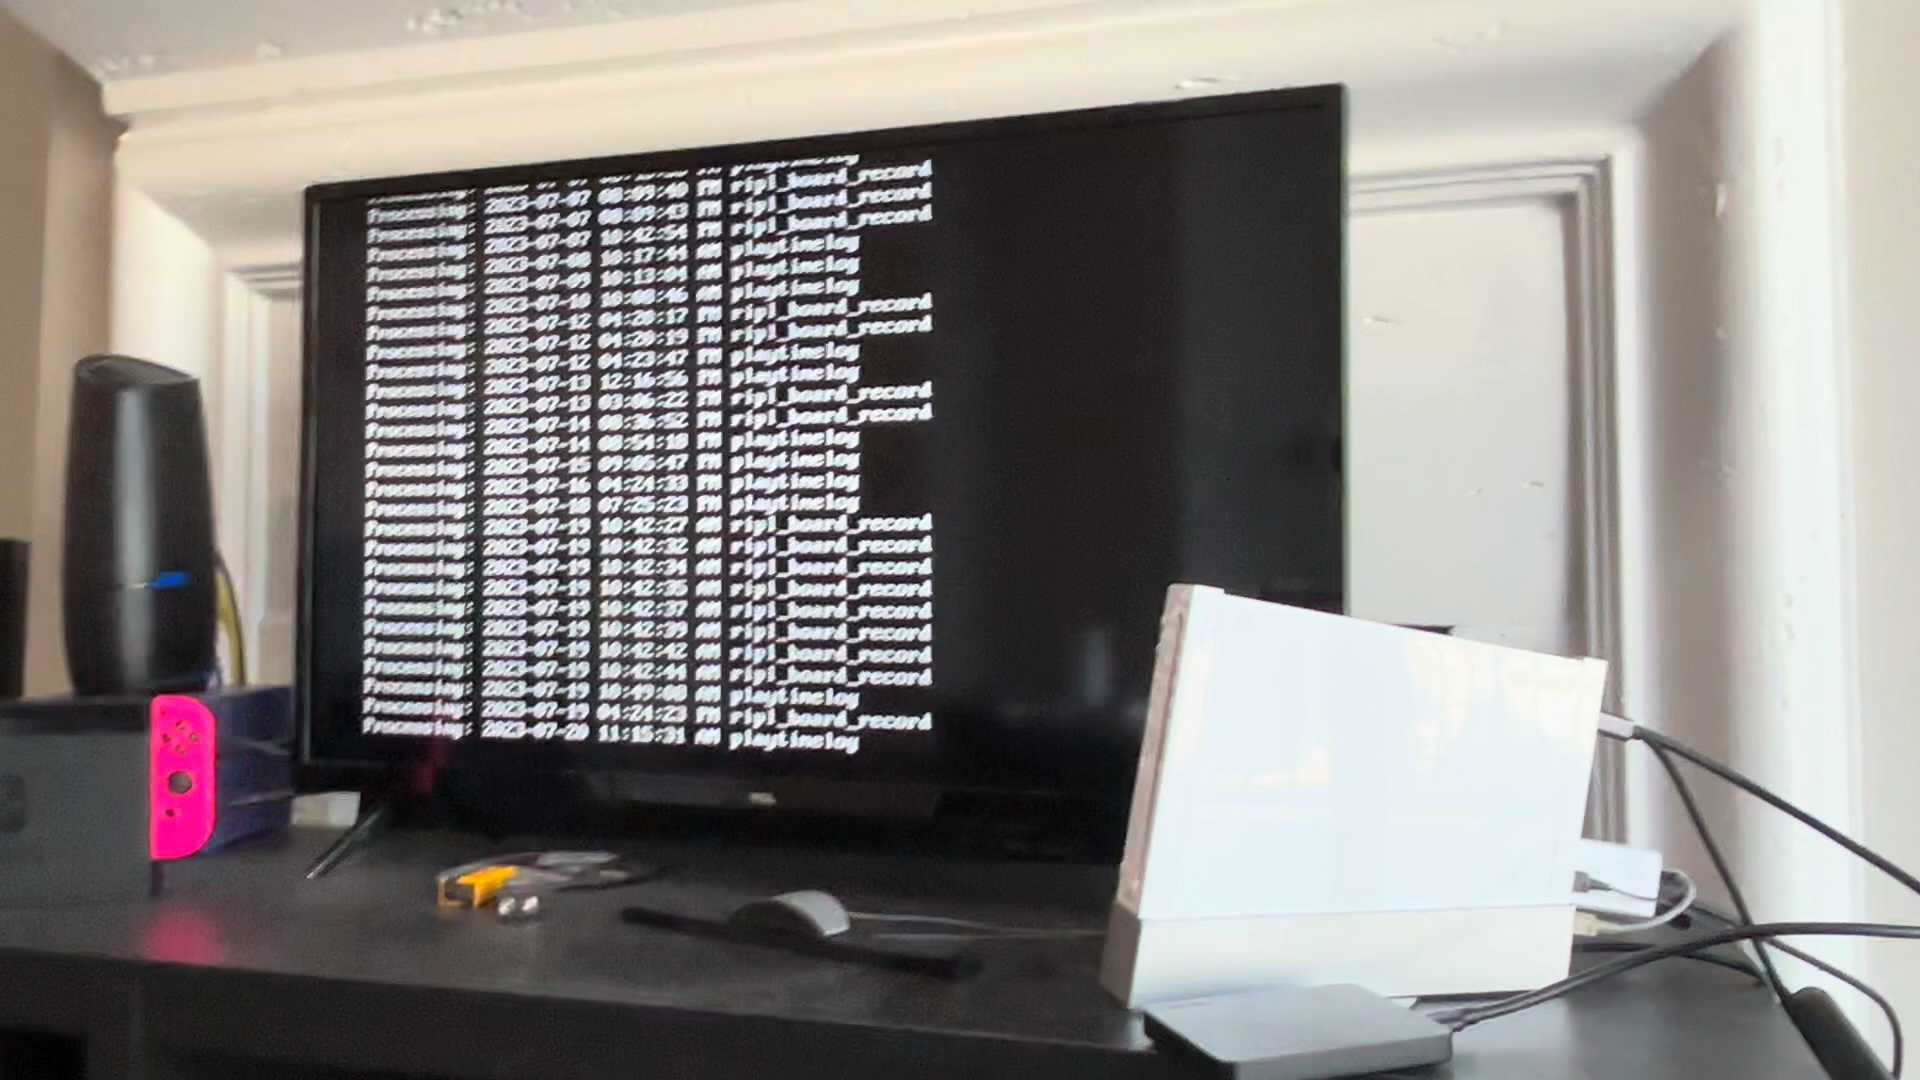 Processing: 2023-07-07 08:09:40 PM ripl_board_record
Processing: 2023-07-07 08:09:43 PM ripl_board_record
Processing: 2023-07-07 10:42:54 PM ripl_board_record
Processing: 2023-07-08 10:17:44 AM playtimelog
Processing: 2023-07-09 10:13:04 AM playtimelog
Processing: 2023-07-10 10:08:46 AM playtimelog
Processing: 2023-07-12 04:20:17 PM ripl_board_record
Processing: 2023-07-12 04:20:19 PM ripl_board_record
Processing: 2023-07-12 04:23:47 PM playtimelog
Processing: 2023-07-13 12:16:56 PM playtimelog
Processing: 2023-07-13 03:06:22 PM ripl_board_record
Processing: 2023-07-14 08:36:52 PM ripl_board_record
Processing: 2023-07-14 08:54:18 PM playtimelog
Processing: 2023-07-15 09:05:47 PM playtimelog
Processing: 2023-07-16 04:24:33 PM playtimelog
Processing: 2023-07-18 07:25:23 PM playtimelog
Processing: 2023-07-19 10:42:27 AM ripl_board_record
Processing: 2023-07-19 10:42:32 AM ripl_board_record
Processing: 2023-07-19 10:42:34 AM ripl_board_record
Processing: 2023-07-19 10:42:35 AM ripl_board_record
Processing: 2023-07-19 10:42:37 AM ripl_board_record
Processing: 2023-07-19 10:42:39 AM ripl_board_record
Processing: 2023-07-19 10:42:42 AM ripl_board_record
Processing: 2023-07-19 10:42:44 AM ripl_board_record
Processing: 2023-07-19 10:49:08 AM playtimelog
Processing: 2023-07-19 04:24:23 PM ripl_board_record
Processing: 2023-07-20 11:15:31 AM playtimelog